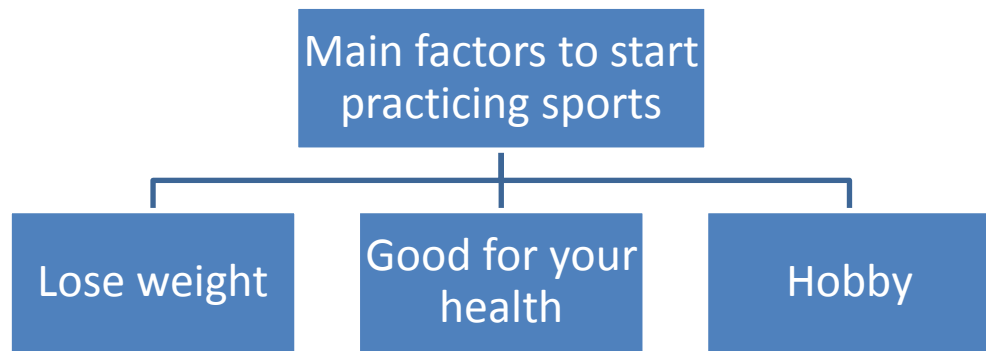 Main factors to start
practicing sports
Lose weight
Good for your
health
Hobby